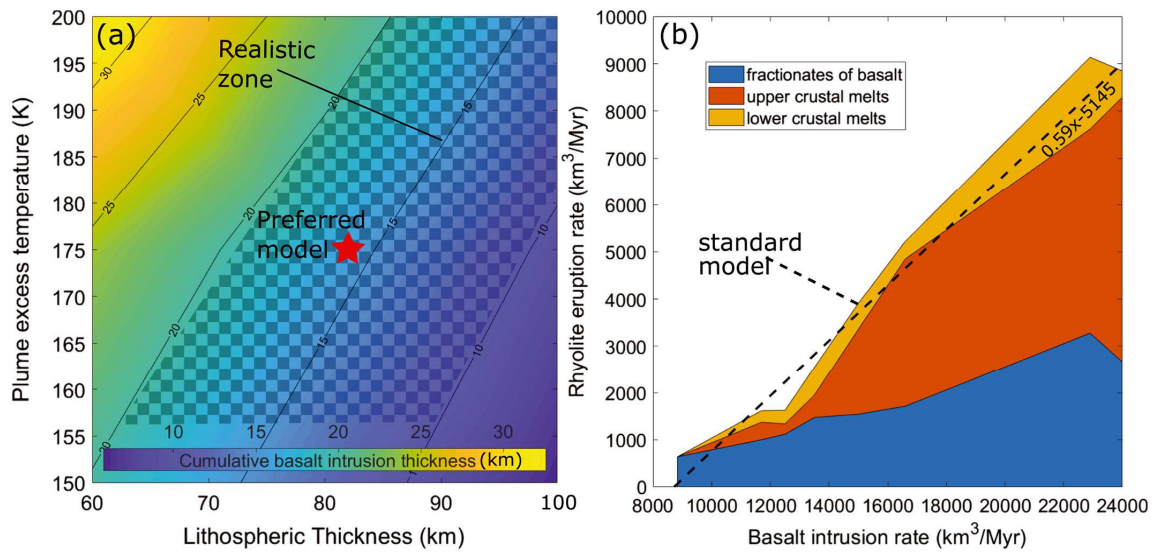 (a)
Realistic
zone
Preferred
model
200
195
190
185
180
175
170
165
160
155
150
Plume excess temperature (K)
30
25
20
15
25
20
10
15
10
20
10 15 20 25 30
Cumulative basalt intrusion thickness (km)
60 70 80 90 100
Lithospheric Thickness (km)
(b)
fractionates of basalt
upper crustal melts
lower crustal melts
0.59x-5145
standard
model
10000
9000
8000
7000
6000
5000
4000
3000
2000
1000
0
Rhyolite eruption rate (km³/Myr)
8000 10000 12000 14000 16000 18000 20000 22000 24000
Basalt intrusion rate (km³/Myr)